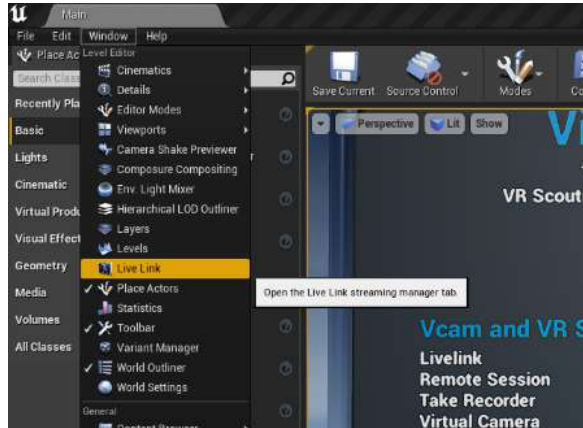 Main
File Edit Window Help
Place Ac
Level Editor
Search Class
Recently Pla
Basic
Lights
Cinematic
Virtual Produ
Visual Effect
Geometry
Media
Volumes
All Classes
Cinematics
Details
Editor Modes
Viewports
Camera Shake Previewer
Composure Compositing
Env. Light Mixer
Hierarchical LOD Outliner
Layers
Levels
Live Link
Place Actors
Statistics
Toolbar
Variant Manager
World Outliner
World Settings
General
Content Browser
Open the Live Link streaming manager tab.
Save Current Source Control Modes Co
Perspective Lit Show
Vi
VR Scout
Vcam and VR S
Livelink
Remote Session
Take Recorder
Virtual Camera